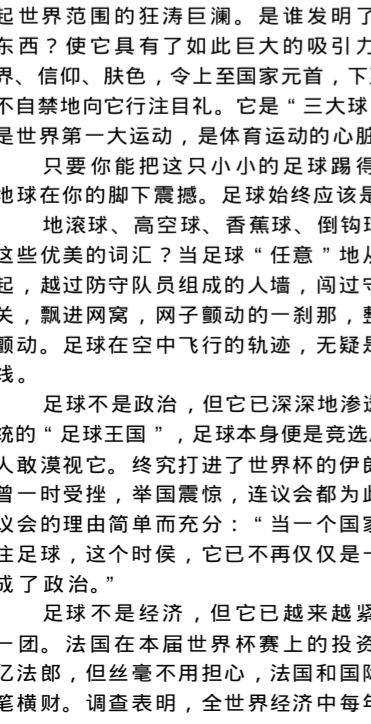 起世界范围的狂涛巨澜。是谁发明了
东西？使它具有了如此巨大的吸引力
界、信仰、肤色，令上至国家元首，下
不自禁地向它行注目礼。它是“三大球
是世界第一大运动，是体育运动的心脏
只要你能把这只小小的足球踢得
地球在你的脚下震撼。足球始终应该是
地滚球、高空球、香蕉球、倒钩球
这些优美的词汇？当足球“任意”地从
起，越过防守队员组成的人墙，闯过守
关，飘进网窝，网子颤动的一刹那，整
颤动。足球在空中飞行的轨迹，无疑是
线。
足球不是政治，但它已深深地渗透
统的“足球王国”，足球本身便是竞选
人敢漠视它。终究打进了世界杯的伊朗
曾一时受挫，举国震惊，连议会都为此
议会的理由简单而充分：“当一个国家
注足球，这个时侯，它已不再仅仅是一
成了政治。”
足球不是经济，但它已越来越紧
一团。法国在本届世界杯赛上的投资
亿法郎，但丝毫不用担心，法国和国际
笔横财。调查表明，全世界经济中每年